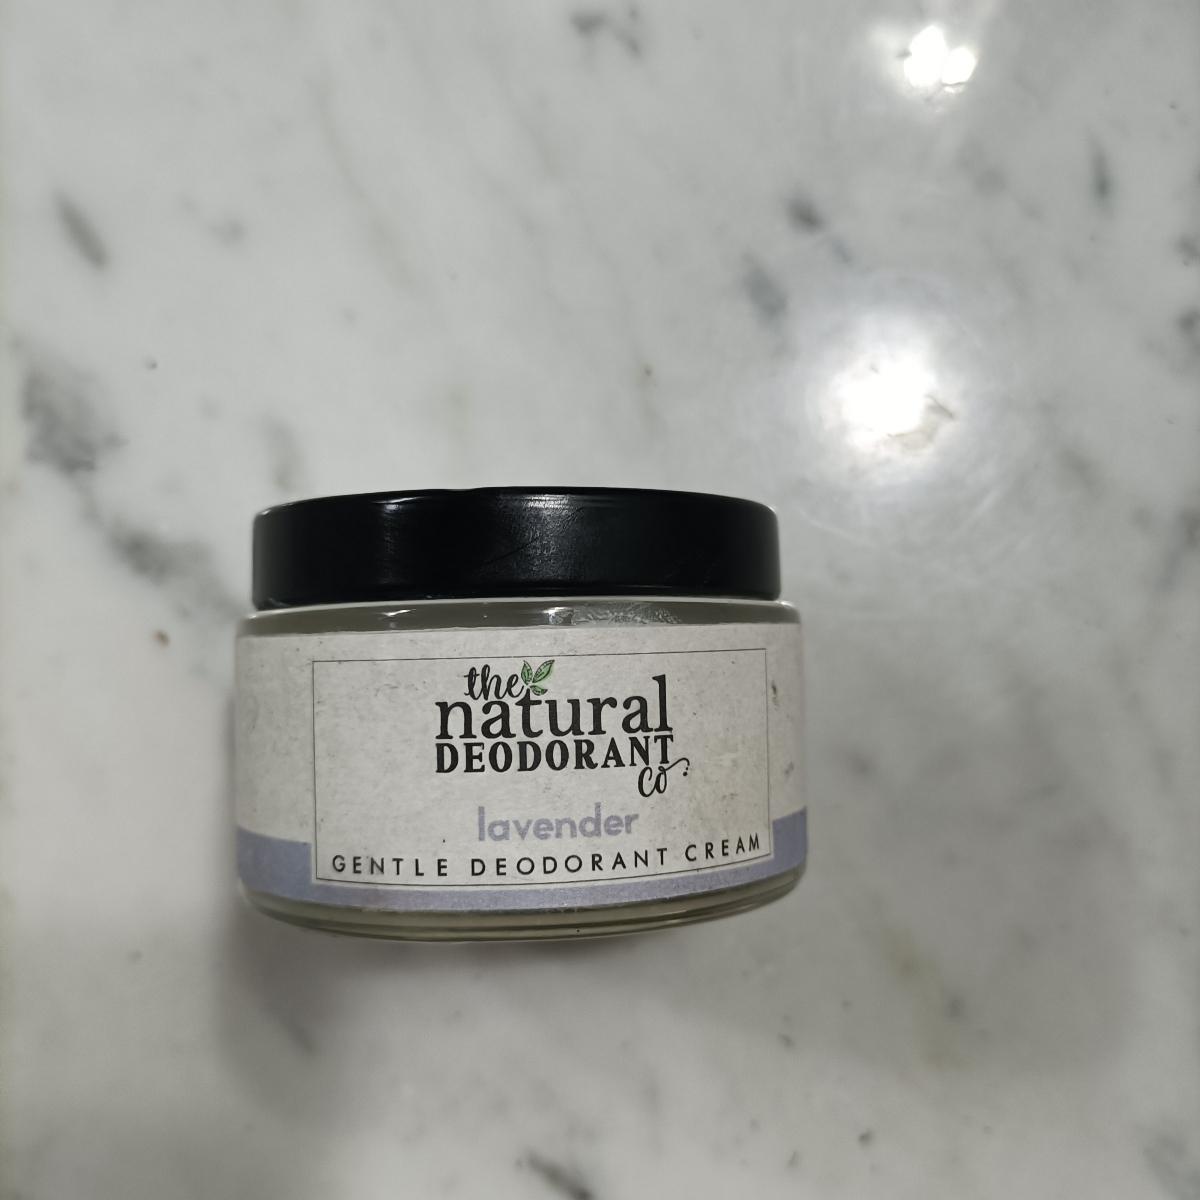 the
natural
DEODORANT
co
lavender
GENTLE DEODORANT CREAM